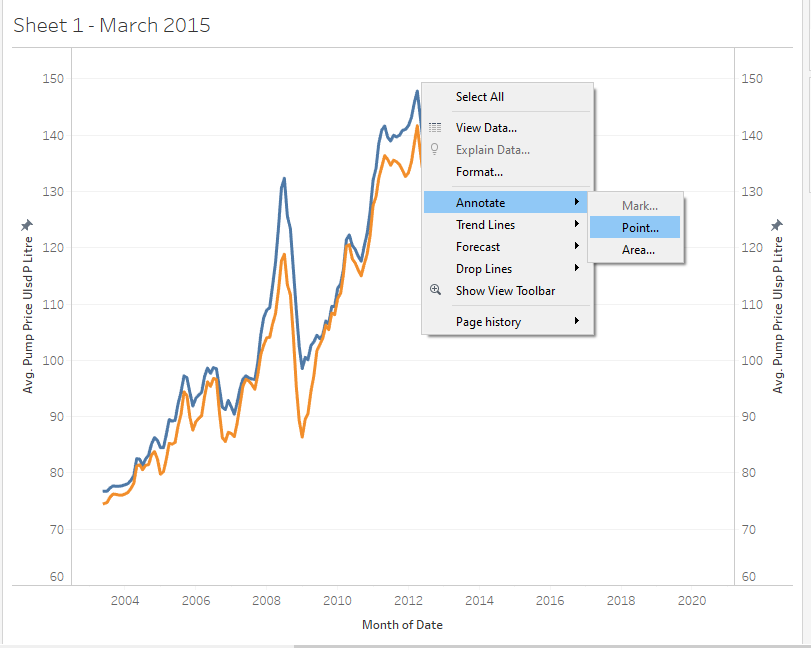 Sheet 1 - March 2015
150
140
130
120
110
100
90
80
70
60
Avg. Pump Price Ulsd P Litre
Select All
View Data...
Explain Data...
Format...
Annotate
Trend Lines
Forecast
Drop Lines
Show View Toolbar
Page history
Mark...
Point...
Area...
150
140
130
120
110
100
90
80
70
60
Avg. Pump Price Ulsp P Litre
2004 2006 2008 2010 2012 2014 2016 2018 2020
Month of Date